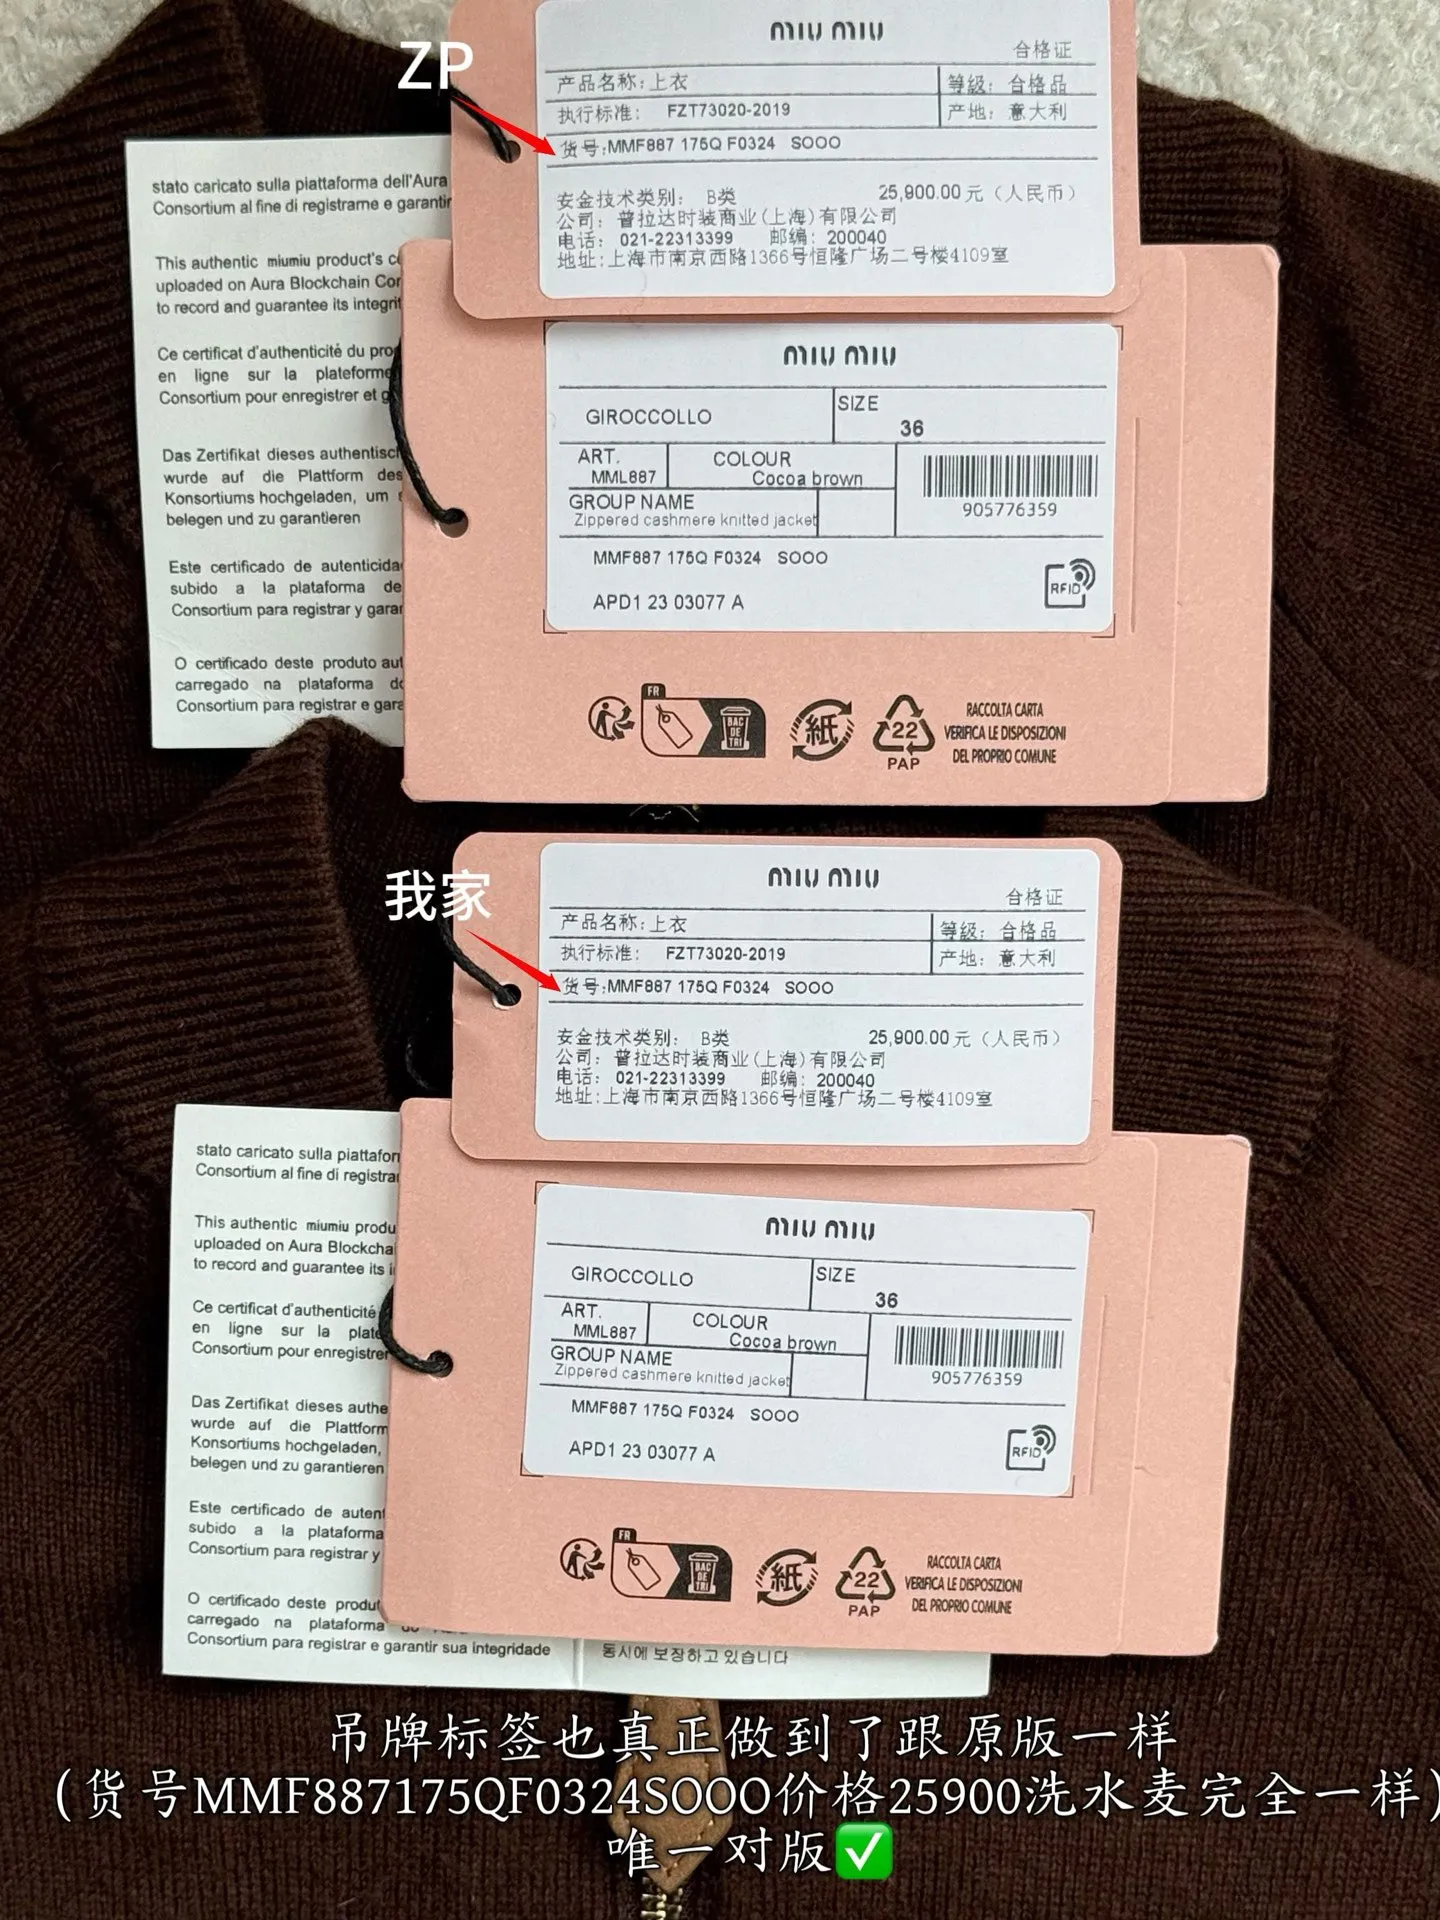 ZP
miu miu
合格证
产品名称:上衣
等级: 合格品
执行标准: FZT73020-2019
产地: 意大利
货号:MMF887 175Q F0324 SOOO
安金技术类别: B类
25,900.00元（人民币）
公司: 普拉达时装商业(上海)有限公司
电话: 021-22313399 邮编: 200040
地址:上海市南京西路1366号恒隆广场二号楼4109室
stato caricato sulla piattaforma dell'Aura
Consortium al fine di registrarne e garantir
This authentic miumiu product's
uploaded on Aura Blockchain
to record and guarantee its
Ce certificat d'authenticité du
en ligne sur la plateforme
Consortium pour enregistrer et
Das Zertifikat dieses
wurde auf die Plattform des
Konsortiums hochgeladen, um
belegen und zu garantieren
Este certificado de
subido a la plataforma de
Consortium para registrar y
O certificado deste produto
carregado na plataforma
Consortium para registrar e
miu miu
GIROCCOLLO
SIZE
36
ART.
MML887
COLOUR
Cocoa brown
GROUP NAME
Zippered cashmere knitted jacket
905776359
MMF887 175Q F0324 SOOO
RFID
APD1 23 03077 A
FR
BAC
DE
TRI
紙
22
PAP
RACCOLTA CARTA
VERIFICA LE DISPOSIZIONI
DEL PROPRIO COMUNE
我家
miu miu
合格证
产品名称:上衣
等级: 合格品
执行标准: FZT73020-2019
产地: 意大利
货号:MMF887 175Q F0324 SOOO
安金技术类别: B类
25,900.00元（人民币）
公司: 普拉达时装商业(上海)有限公司
电话: 021-22313399 邮编: 200040
地址:上海市南京西路1366号恒隆广场二号楼4109室
stato caricato sulla
Consortium al fine di
This authentic miumiu
uploaded on Aura
to record and guarantee its
Ce certificat d'authenticité
en ligne sur la
Consortium pour
Das Zertifikat dieses
wurde auf die Plattform
Konsortiums hochgeladen,
belegen und zu garantieren
Este certificado de
subido a la plataforma
Consortium para registrar y
O certificado deste
carregado na plataforma
Consortium para registrar e garantir sua integridade
동시에 보장하고 있습니다
miu miu
GIROCCOLLO
SIZE
36
ART.
MML887
COLOUR
Cocoa brown
GROUP NAME
Zippered cashmere knitted jacket
905776359
MMF887 175Q F0324 SOOO
RFID
APD1 23 03077 A
FR
BAC
DE
TRI
紙
22
PAP
RACCOLTA CARTA
VERIFICA LE DISPOSIZIONI
DEL PROPRIO COMUNE
吊牌标签也真正做到了跟原版一样
(货号MMF887175QF0324SOOO价格25900洗水麦完全一样)
唯一对版✅